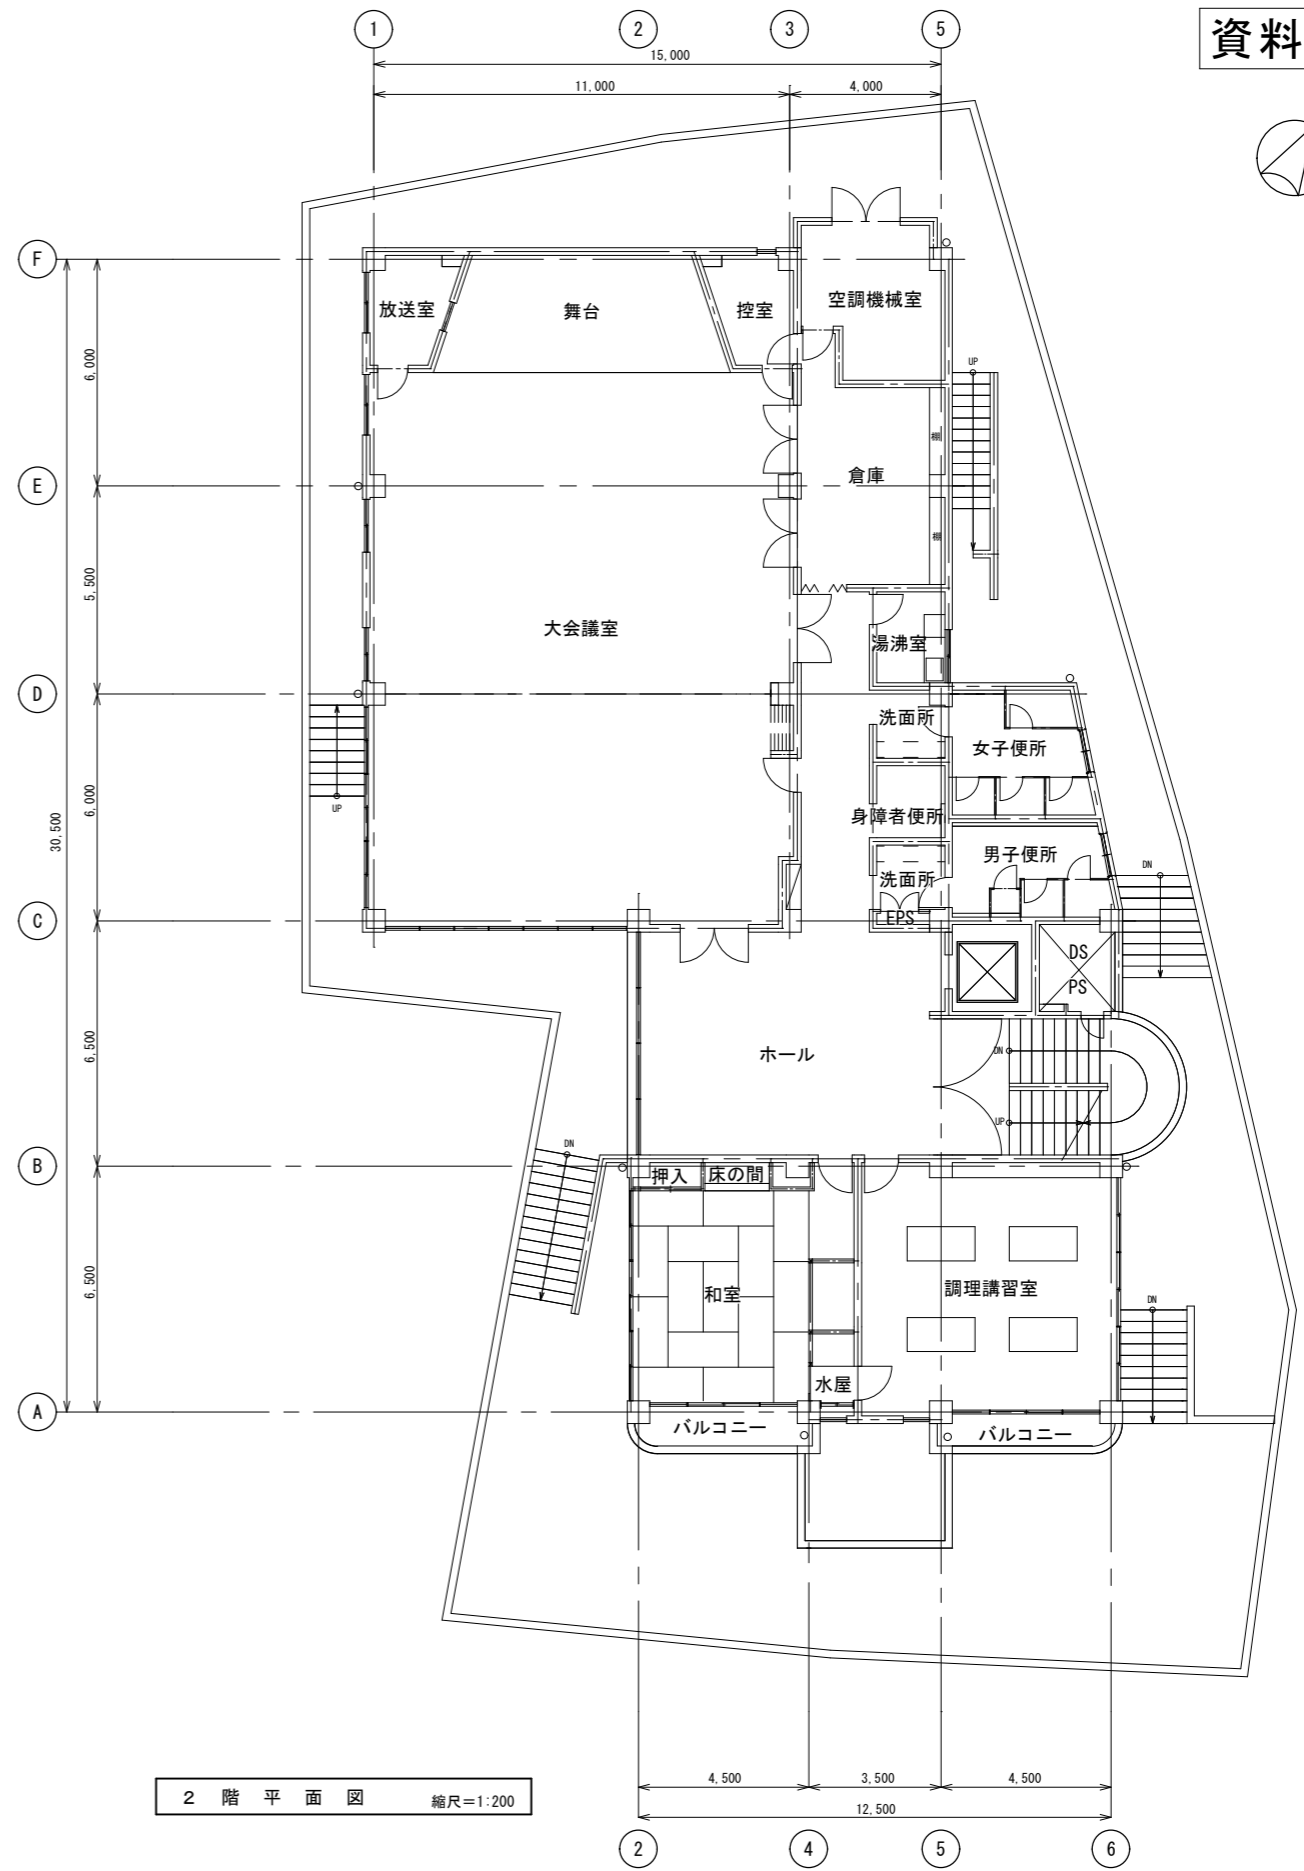 資料
1
2
3
5
15,000
11,000
4,000
F
E
D
C
B
A
6,000
5,500
6,000
6,500
6,500
30,500
放送室
舞台
控室
空調機械室
UP
棚
倉庫
棚
大会議室
湯沸室
洗面所
女子便所
UP
身障者便所
男子便所
洗面所
DN
EPS
DS
PS
ホール
DN
UP
DN
押入
床の間
和室
調理講習室
DN
水屋
バルコニー
バルコニー
2階平面図 縮尺=1:200
4,500
3,500
4,500
12,500
2
4
5
6